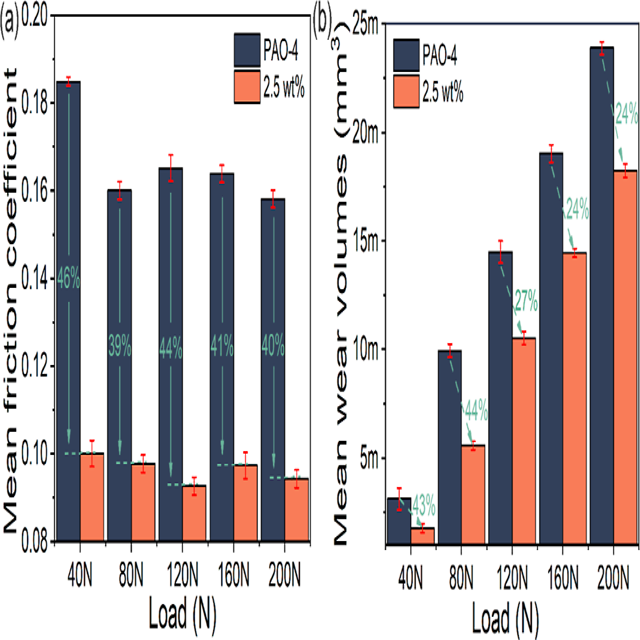 (a)
Mean friction coefficient
0.20
0.18
0.16
0.14
0.12
0.10
0.08
PAO-4
2.5 wt%
46%
39%
44%
41%
40%
40N
80N
120N
160N
200N
Load (N)
(b)
Mean wear volumes (mm³)
25m
20m
15m
10m
5m
PAO-4
2.5 wt%
43%
44%
27%
24%
24%
40N
80N
120N
160N
200N
Load (N)